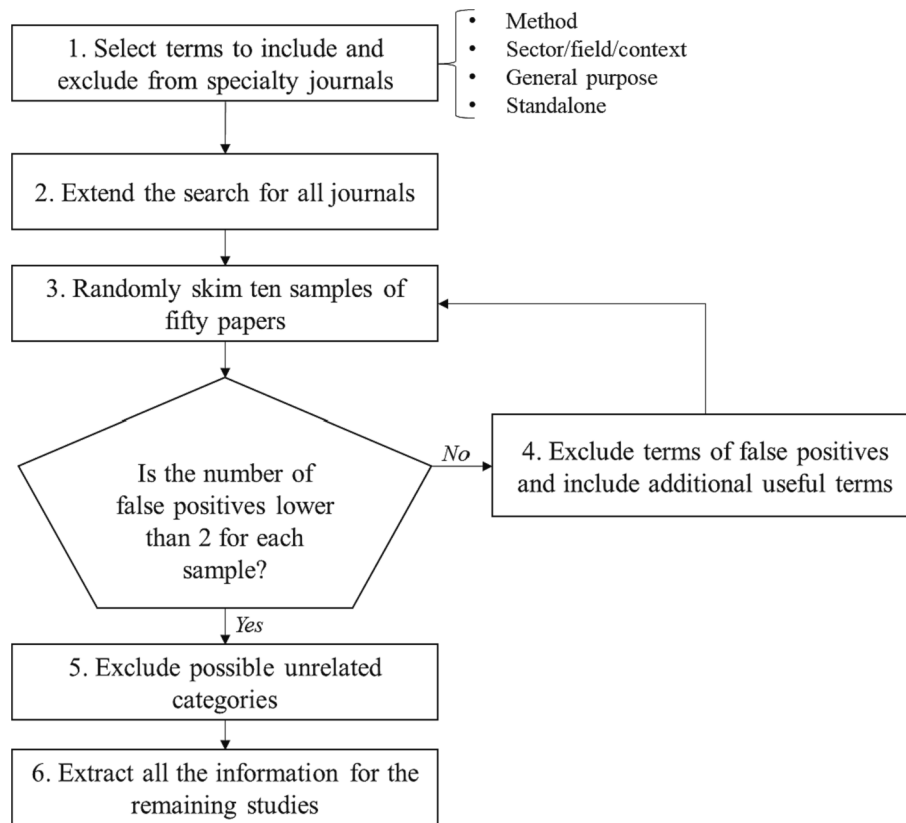 1. Select terms to include and
exclude from specialty journals
• Method
• Sector/field/context
• General purpose
• Standalone
2. Extend the search for all journals
3. Randomly skim ten samples of
fifty papers
Is the number of
false positives lower
than 2 for each
sample?
No
4. Exclude terms of false positives
and include additional useful terms
Yes
5. Exclude possible unrelated
categories
6. Extract all the information for the
remaining studies